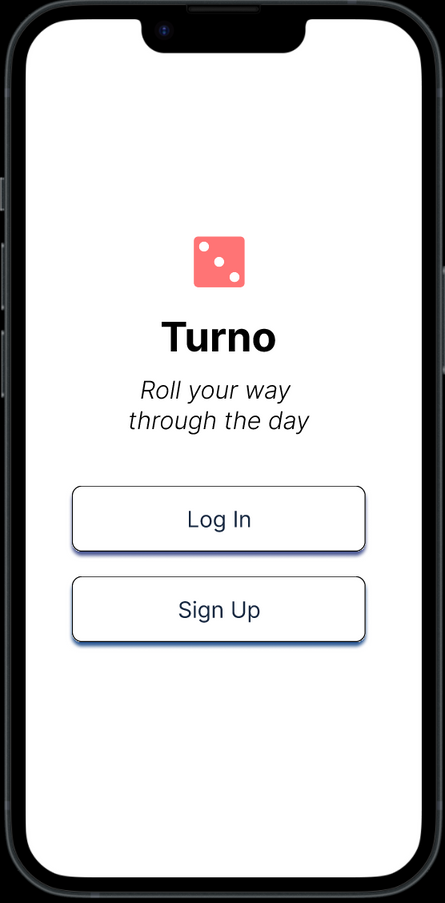 Turno
Roll your way
through the day
Log In
Sign Up